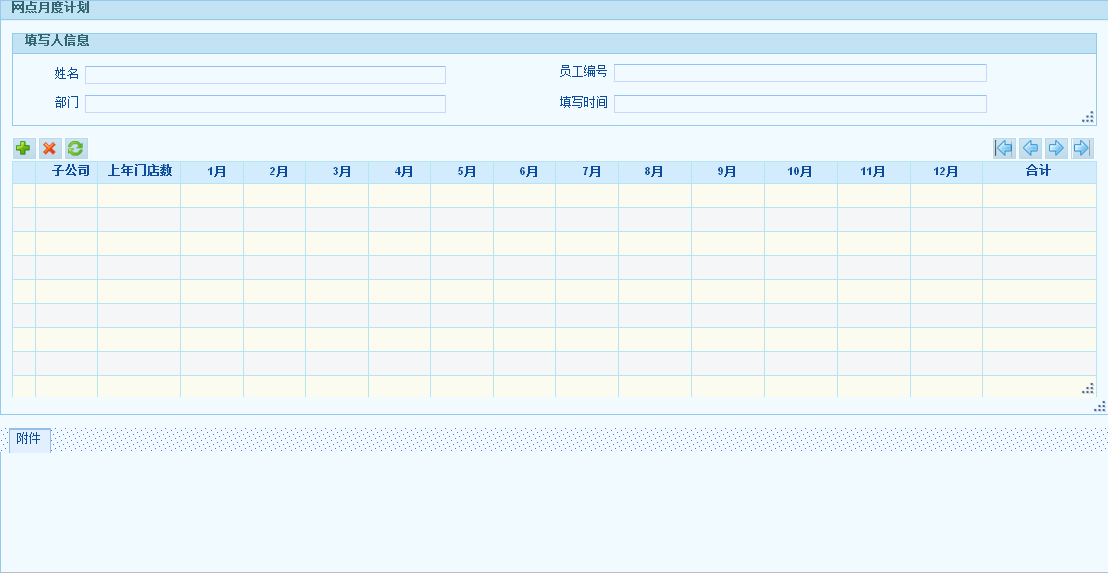 网点月度计划
填写人信息
姓名 员工编号
部门 填写时间
子公司 上年门店数 1月 2月 3月 4月 5月 6月 7月 8月 9月 10月 11月 12月 合计
附件